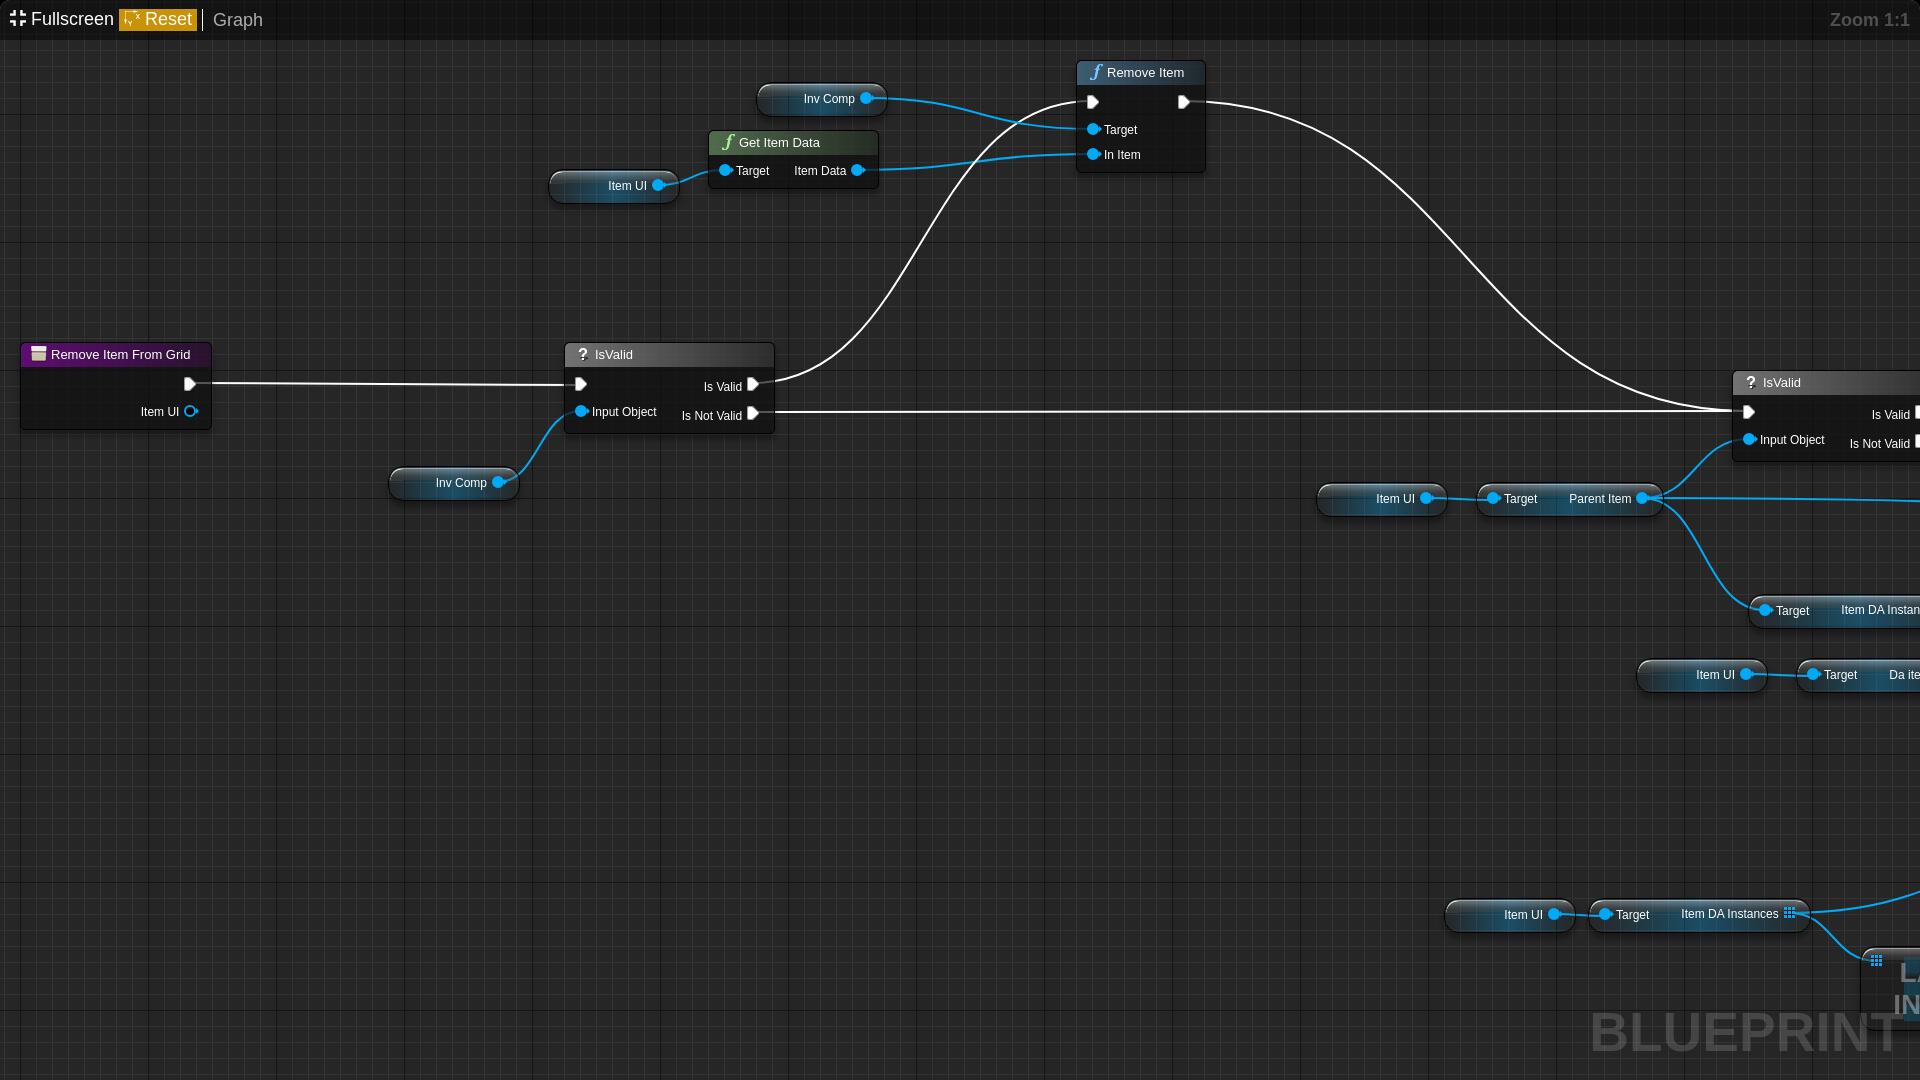 Fullscreen Reset Graph
Zoom 1:1
Remove Item
Target
In Item
Inv Comp
Get Item Data
Target Item Data
Item UI
Remove Item From Grid
Item UI
? IsValid
Is Valid
Input Object
Is Not Valid
Inv Comp
? IsValid
Is Valid
Input Object
Is Not Valid
Item UI
Target Parent Item
Target Item DA Instan
Item UI
Target Da ite
Item UI
Target Item DA Instances
IN
BLUEPRINT